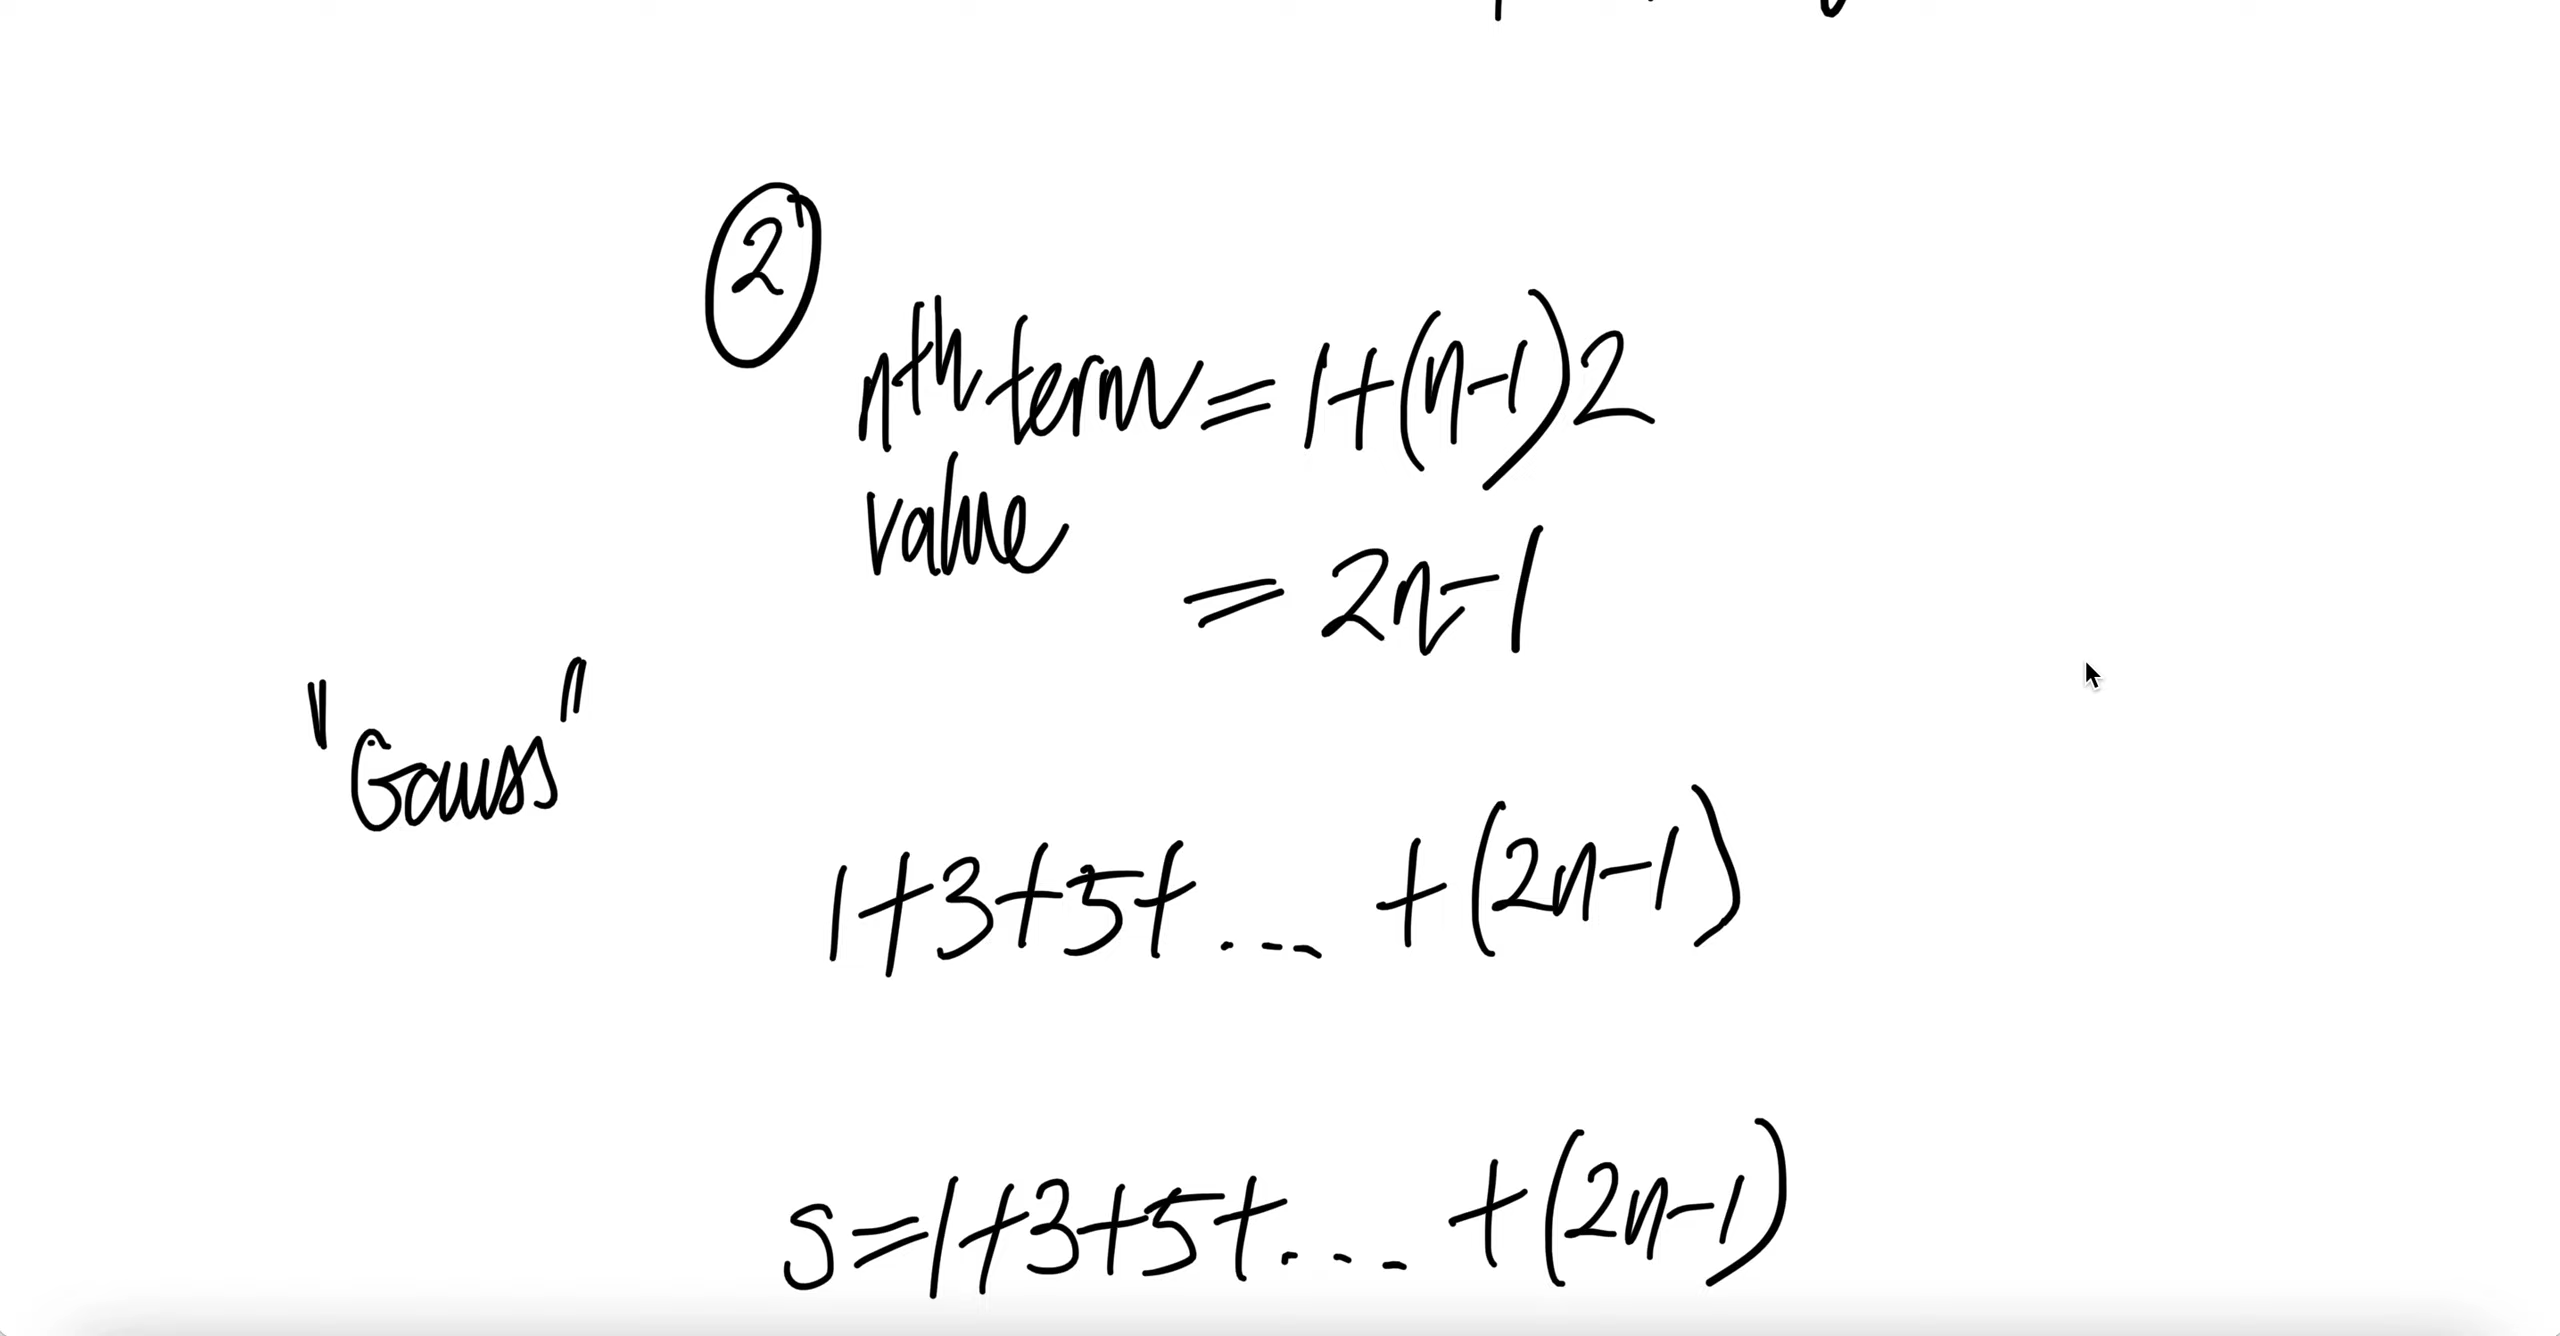 2
nth term = 1+(n-1)2
value
= 2n-1
"Gauss"
1+3+5+... +(2n-1)
S=1+3+5+... +(2n-1)